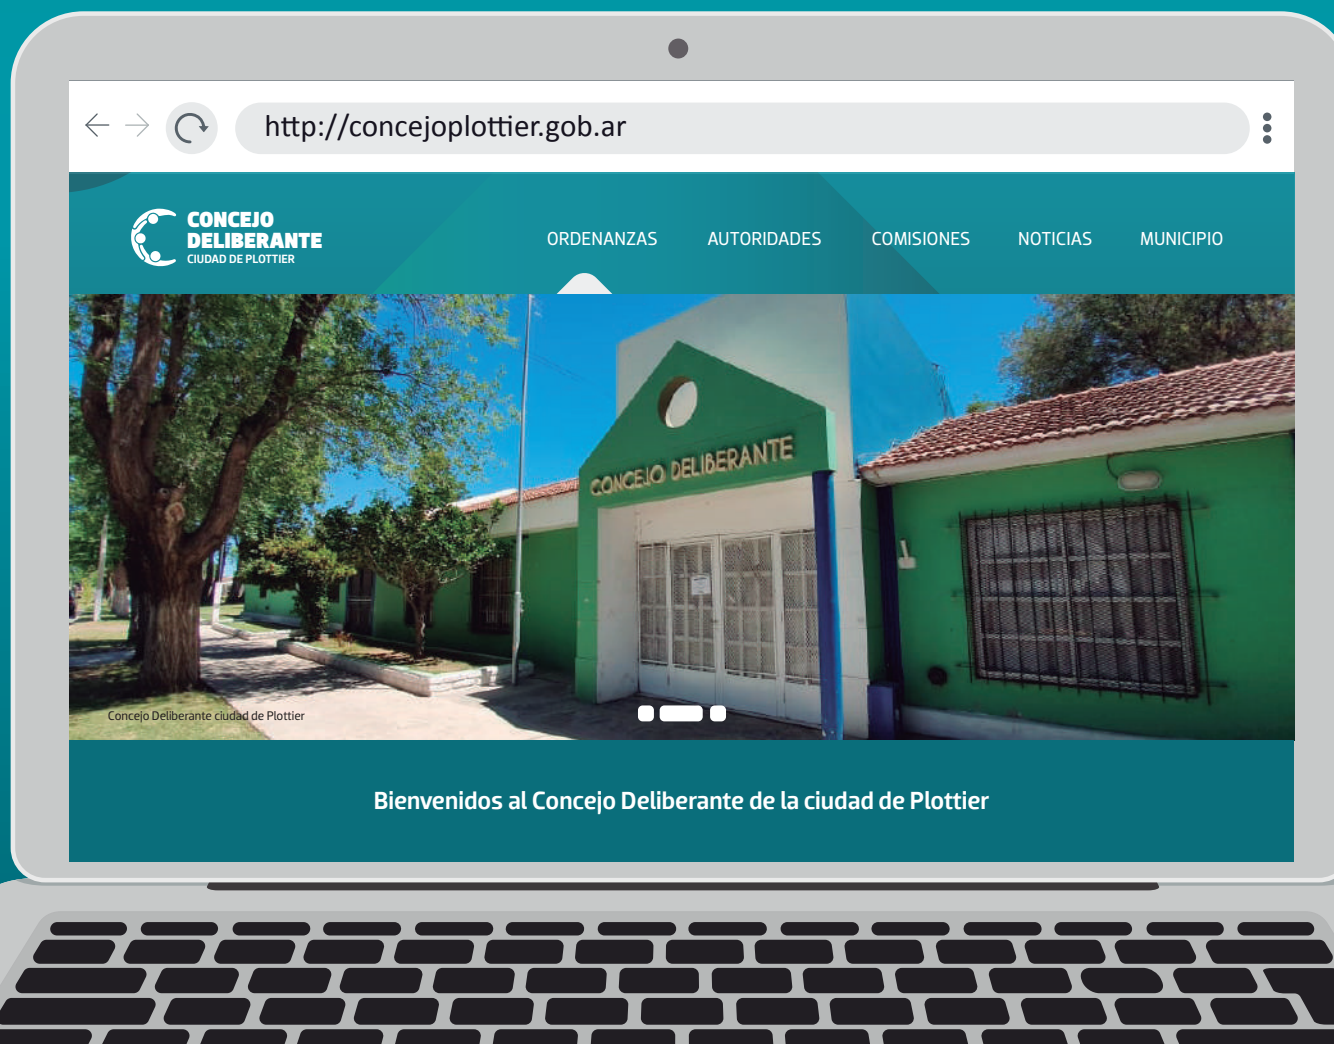 http://concejoplottier.gob.ar
CONCEJO
DELIBERANTE
CIUDAD DE PLOTTIER
ORDENANZAS AUTORIDADES COMISIONES NOTICIAS MUNICIPIO
CONCEJO DELIBERANTE
Concejo Deliberante ciudad de Plottier
Bienvenidos al Concejo Deliberante de la ciudad de Plottier